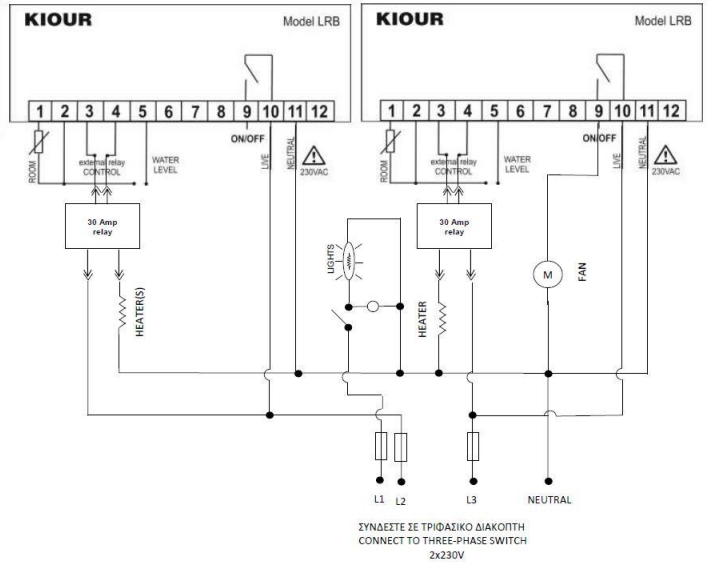 KIOUR Model LRB
1 2 3 4 5 6 7 8 9 10 11 12
ROOM
external relay
CONTROL
WATER
LEVEL
ON/OFF
LIVE
NEUTRAL
230VAC
30 Amp
relay
HEATER(S)
LIGHTS
KIOUR Model LRB
1 2 3 4 5 6 7 8 9 10 11 12
ROOM
external relay
CONTROL
WATER
LEVEL
ON/OFF
LIVE
NEUTRAL
230VAC
30 Amp
relay
HEATER
M
FAN
L1 L2 L3 NEUTRAL
ΣΥΝΔΕΣΤΕ ΣΕ ΤΡΙΦΑΣΙΚΟ ΔΙΑΚΟΠΤΗ
CONNECT TO THREE-PHASE SWITCH
2x230V